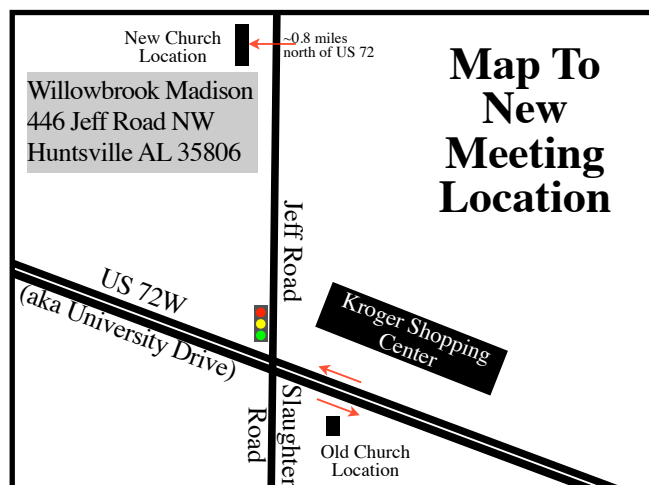 New Church
Location
~0.8 miles
north of US 72
Map To
New
Meeting
Location
Willowbrook Madison
446 Jeff Road NW
Huntsville AL 35806
Jeff Road
US 72W
(aka University Drive)
Kroger Shopping
Center
Slaughter
Road
Old Church
Location